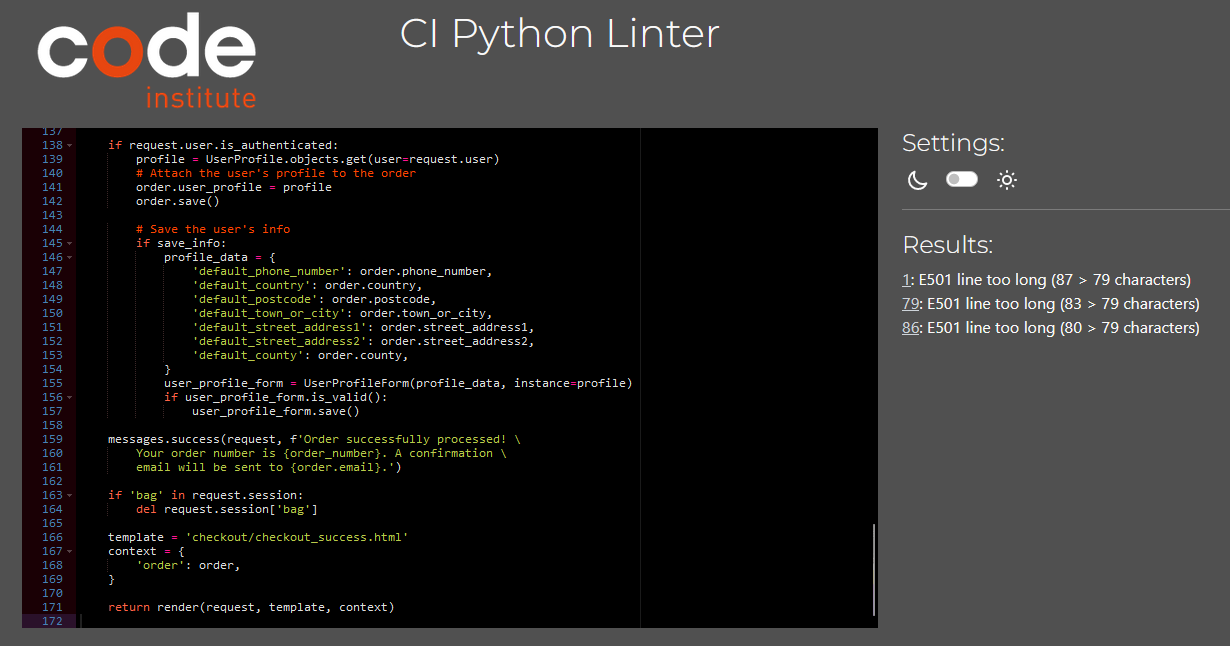 code
institute
CI Python Linter
137
138 if request.user.is_authenticated:
139 profile = UserProfile.objects.get(user=request.user)
140 # Attach the user's profile to the order
141 order.user_profile = profile
142 order.save()
143
144 # Save the user's info
145 if save_info:
146 profile_data = {
147 'default_phone_number': order.phone_number,
148 'default_country': order.country,
149 'default_postcode': order.postcode,
150 'default_town_or_city': order.town_or_city,
151 'default_street_address1': order.street_address1,
152 'default_street_address2': order.street_address2,
153 'default_county': order.county,
154 }
155 user_profile_form = UserProfileForm(profile_data, instance=profile)
156 if user_profile_form.is_valid():
157 user_profile_form.save()
158
159 messages.success(request, f'Order successfully processed! \
160 Your order number is {order_number}. A confirmation \
161 email will be sent to {order.email}.')
162
163 if 'bag' in request.session:
164 del request.session['bag']
165
166 template = 'checkout/checkout_success.html'
167 context = {
168 'order': order,
169 }
170
171 return render(request, template, context)
172
Settings:
Results:
1: E501 line too long (87 > 79 characters)
79: E501 line too long (83 > 79 characters)
86: E501 line too long (80 > 79 characters)